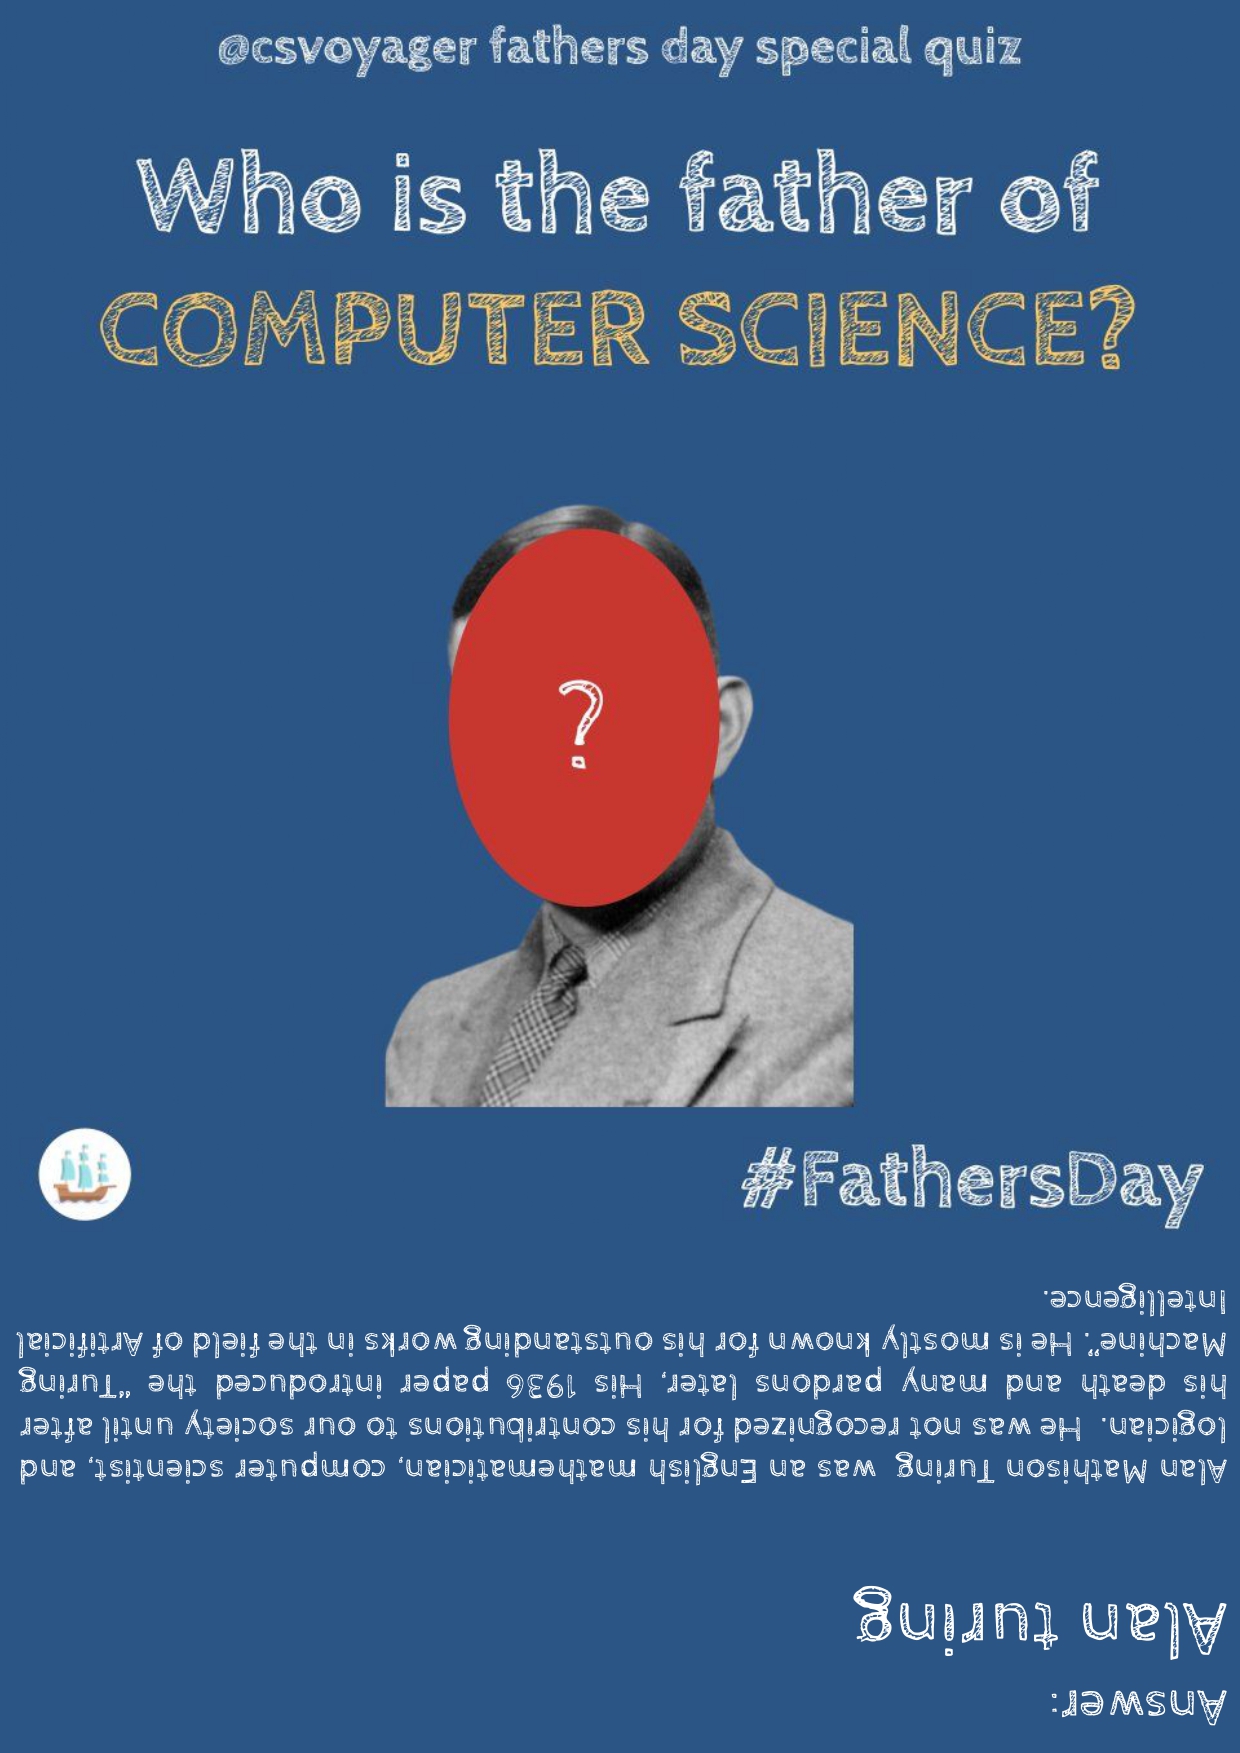 @csvoyager fathers day special quiz
Who is the father of
COMPUTER SCIENCE?
?
#FathersDay
Answer:
Alan turing
Alan Mathison Turing was an English mathematician, computer scientist, and
logician. He was not recognized for his contributions to our society until after
his death and many pardons later, His 1936 paper introduced the "Turing
Machine". He is mostly known for his outstanding works in the field of Artificial
Intelligence.